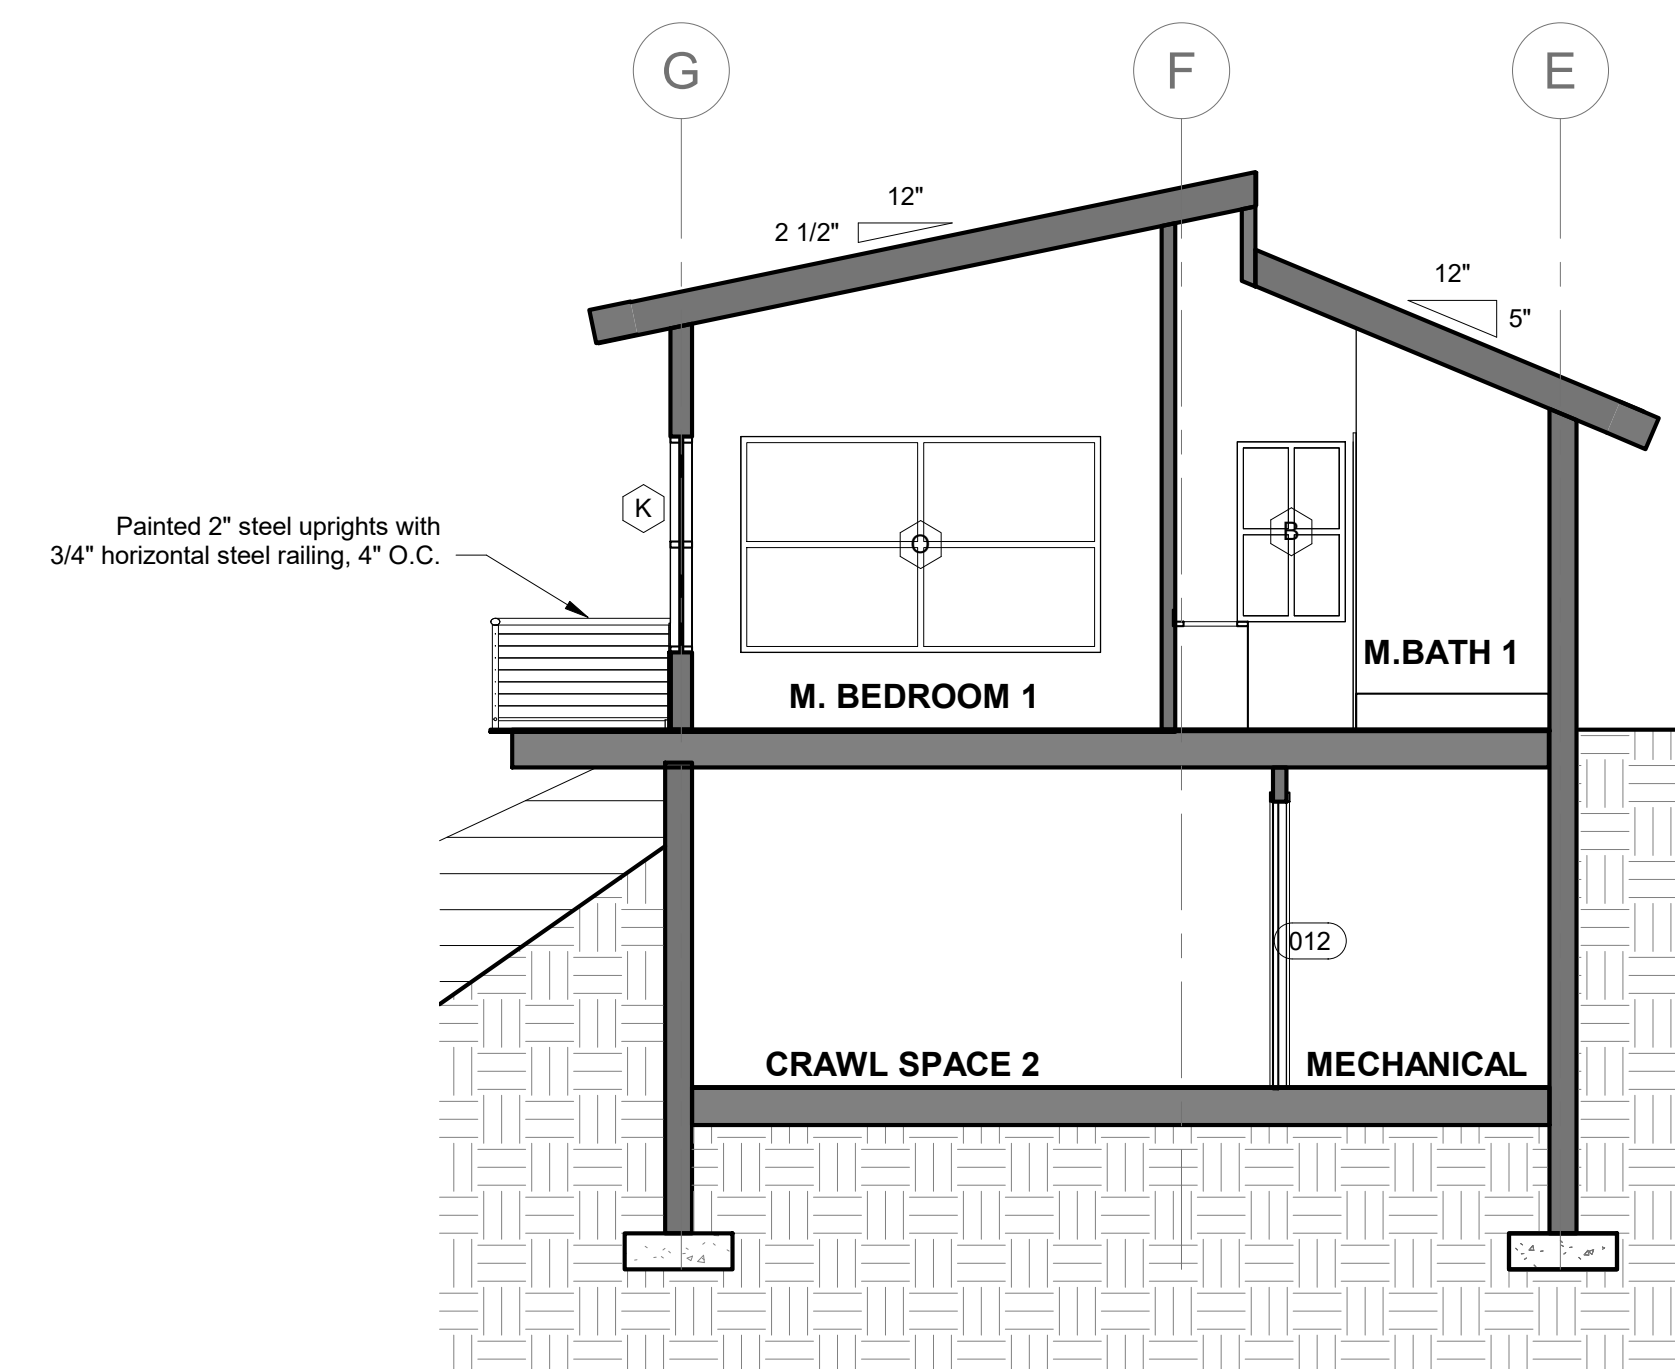 G
F
E
12"
2 1/2"
12"
5"
K
Painted 2" steel uprights with
3/4" horizontal steel railing, 4" O.C.
O
B
M.BATH 1
M. BEDROOM 1
012
CRAWL SPACE 2
MECHANICAL